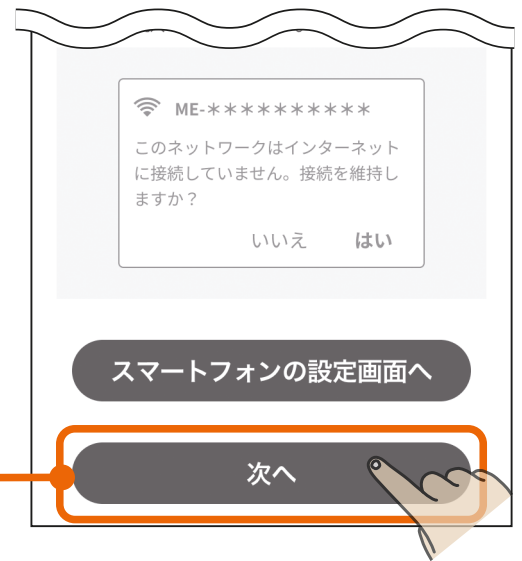 ME-**********
このネットワークはインターネット
に接続していません。接続を維持し
ますか？
いいえ はい
スマートフォンの設定画面へ
次へ